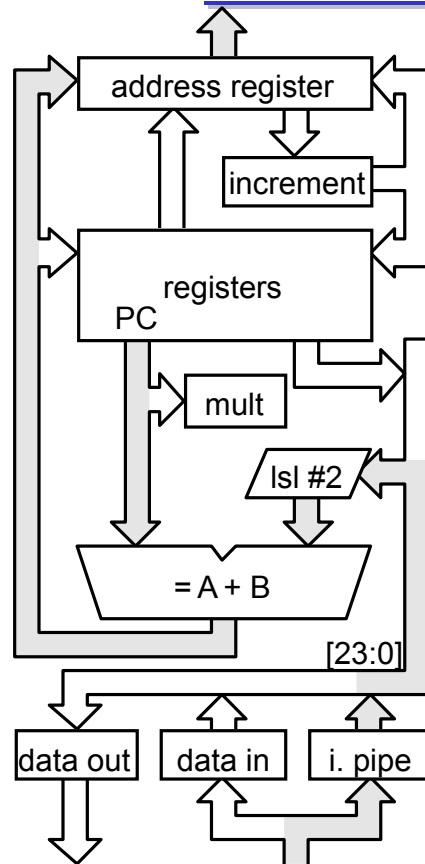 address register
increment
registers
PC
mult
lsl #2
= A + B
[23:0]
data out
data in
i. pipe